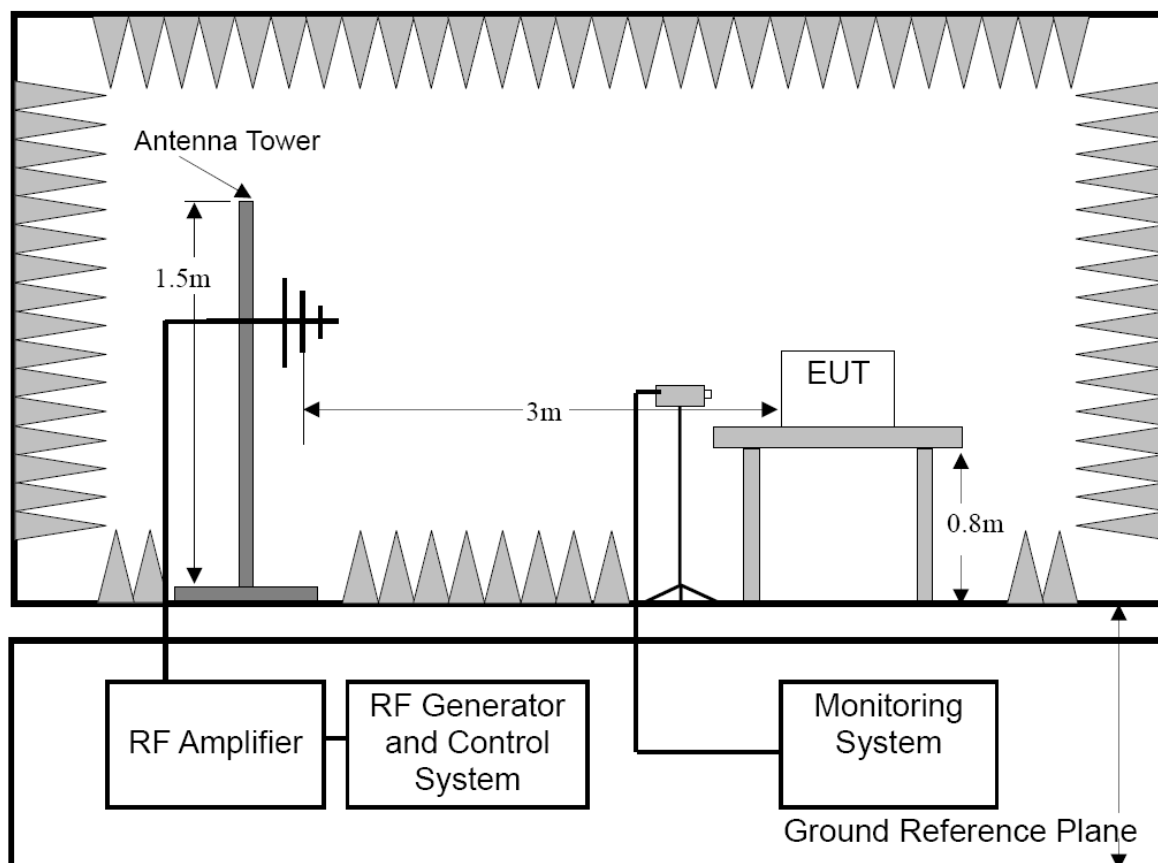 Antenna Tower
1.5m
EUT
3m
0.8m
RF Amplifier
RF Generator
and Control
System
Monitoring
System
Ground Reference Plane